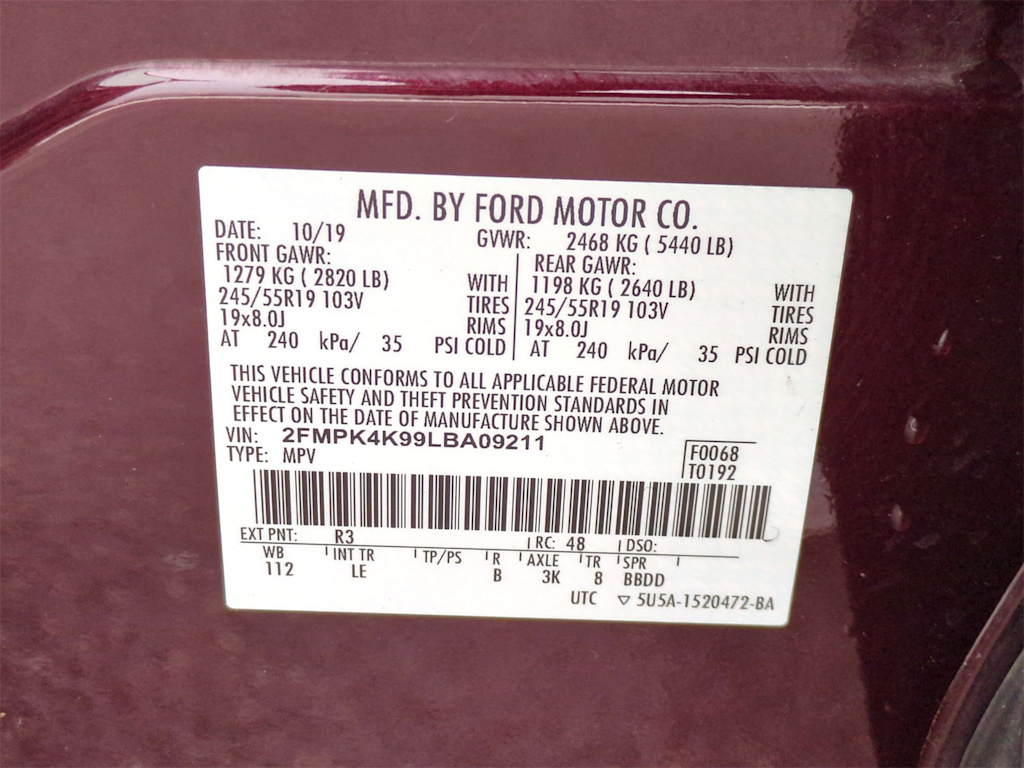 MFD. BY FORD MOTOR CO.
DATE: 10/19 GVWR: 2468 KG ( 5440 LB)
FRONT GAWR: REAR GAWR:
1279 KG ( 2820 LB) WITH 1198 KG ( 2640 LB) WITH
245/55R19 103V TIRES 245/55R19 103V TIRES
19x8.0J RIMS 19x8.0J RIMS
AT 240 kPa/ 35 PSI COLD AT 240 kPa/ 35 PSI COLD
THIS VEHICLE CONFORMS TO ALL APPLICABLE FEDERAL MOTOR
VEHICLE SAFETY AND THEFT PREVENTION STANDARDS IN
EFFECT ON THE DATE OF MANUFACTURE SHOWN ABOVE.
VIN: 2FMPK4K99LBA09211
TYPE: MPV
F0068
T0192
EXT PNT: R3 RC: 48 DSO:
WB INT TR TP/PS R AXLE TR SPR
112 LE B 3K 8 BBDD
UTC ▽ 5U5A-1520472-BA